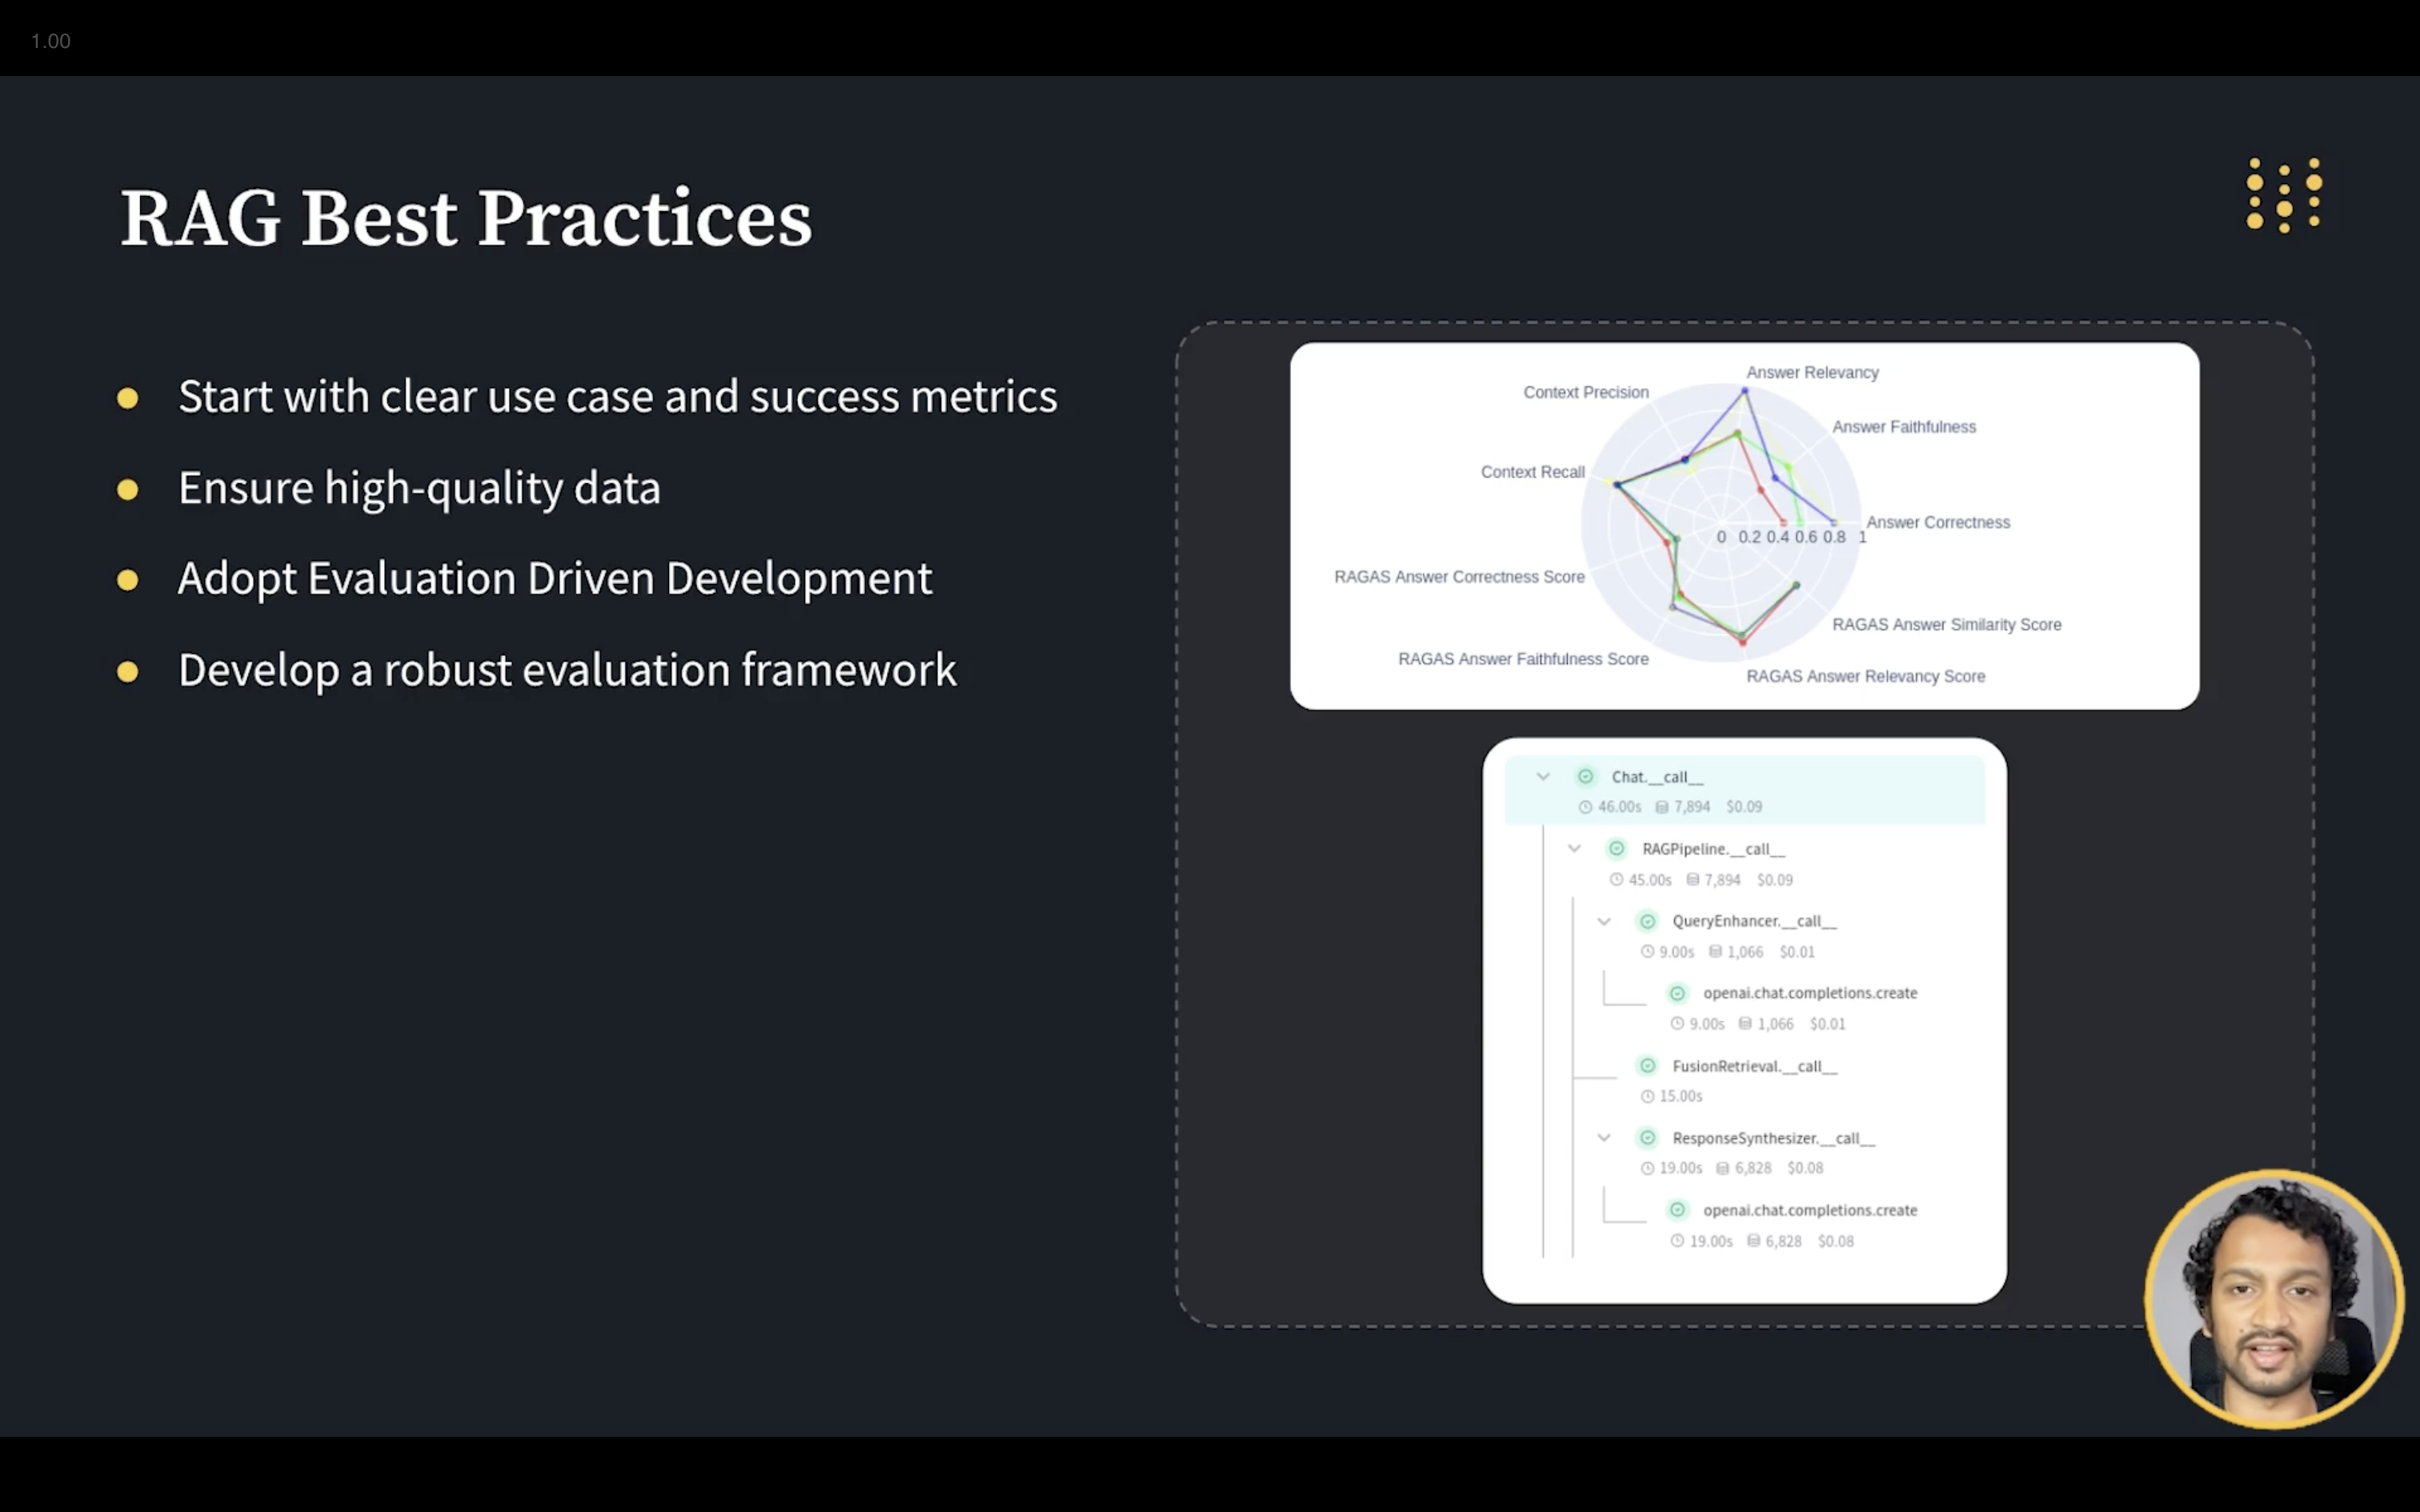 1.00
RAG Best Practices
Start with clear use case and success metrics
Ensure high-quality data
Adopt Evaluation Driven Development
Develop a robust evaluation framework
Answer Relevancy
Context Precision
Answer Faithfulness
Context Recall
Answer Correctness
0 0.2 0.4 0.6 0.8 1
RAGAS Answer Correctness Score
RAGAS Answer Similarity Score
RAGAS Answer Faithfulness Score
RAGAS Answer Relevancy Score
Chat.__call__
46.00s 7,894 $0.09
RAGPipeline.__call__
45.00s 7,894 $0.09
QueryEnhancer.__call__
9.00s 1,066 $0.01
openai.chat.completions.create
9.00s 1,066 $0.01
FusionRetrieval.__call__
15.00s
ResponseSynthesizer.__call__
19.00s 6,828 $0.08
openai.chat.completions.create
19.00s 6,828 $0.08